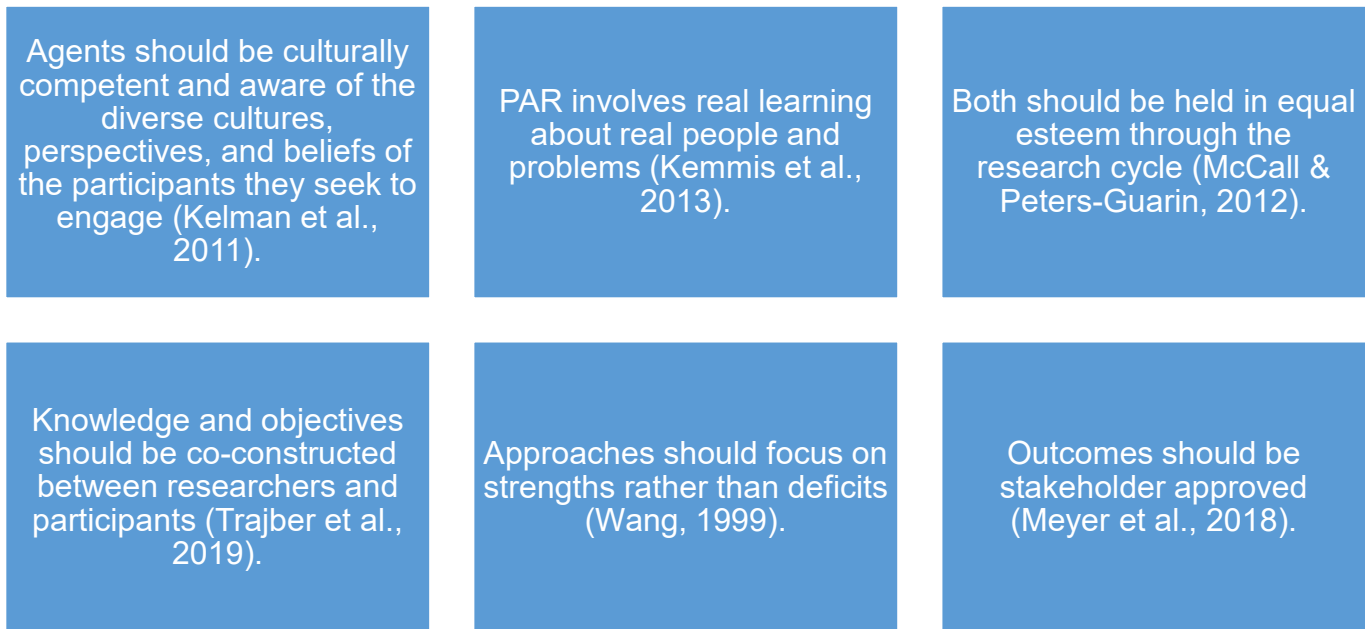 Agents should be culturally
competent and aware of the
diverse cultures,
perspectives, and beliefs of
the participants they seek to
engage (Kelman et al.,
2011).
PAR involves real learning
about real people and
problems (Kemmis et al.,
2013).
Both should be held in equal
esteem through the
research cycle (McCall &
Peters-Guarin, 2012).
Knowledge and objectives
should be co-constructed
between researchers and
participants (Trajber et al.,
2019).
Approaches should focus on
strengths rather than deficits
(Wang, 1999).
Outcomes should be
stakeholder approved
(Meyer et al., 2018).